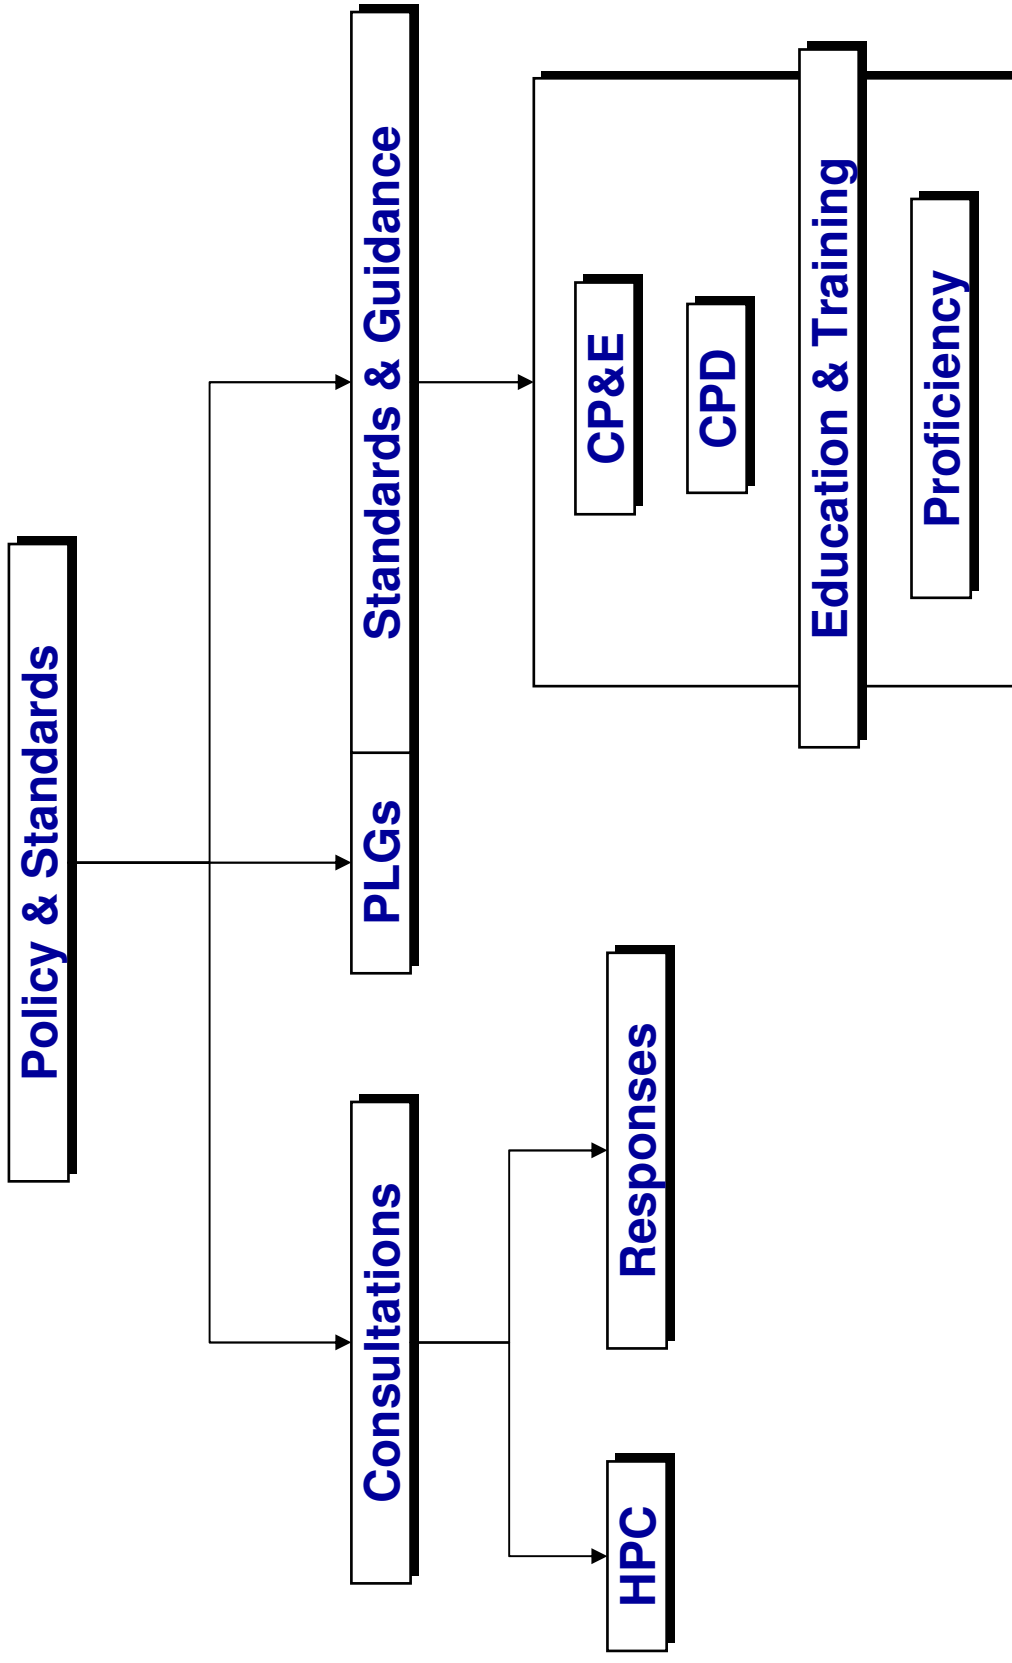 Policy & Standards
Consultations
PLGs
Standards & Guidance
HPC
Responses
CP&E
CPD
Education & Training
Proficiency